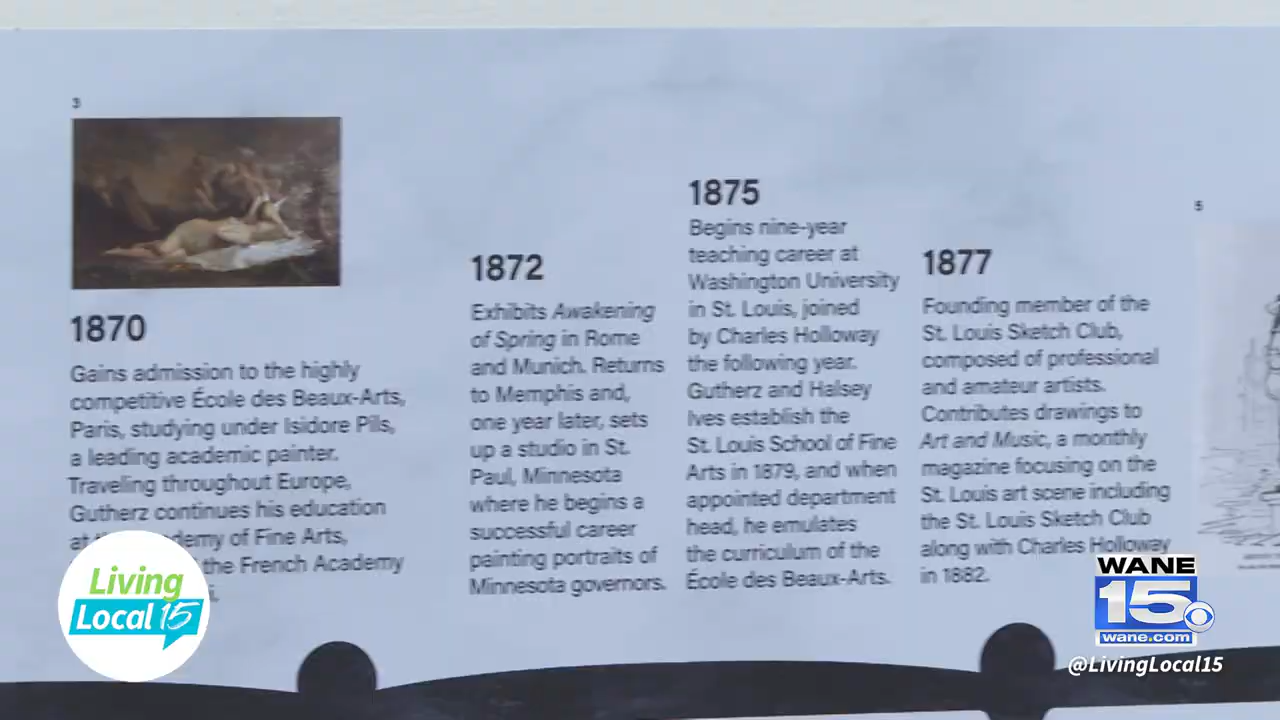 3
1870
Gains admission to the highly
competitive École des Beaux-Arts,
Paris, studying under Isidore Pils,
a leading academic painter.
Traveling throughout Europe,
Gutherz continues his education
at demy of Fine Arts,
the French Academy
1872
Exhibits Awakening
of Spring in Rome
and Munich. Returns
to Memphis and,
one year later, sets
up a studio in St.
Paul, Minnesota
where he begins a
successful career
painting portraits of
Minnesota governors.
1875
Begins nine-year
teaching career at
Washington University
in St. Louis, joined
by Charles Holloway
the following year.
Gutherz and Halsey
Ives establish the
St. Louis School of Fine
Arts in 1879, and when
appointed department
head, he emulates
the curriculum of the
École des Beaux-Arts.
1877
Founding member of the
St. Louis Sketch Club,
composed of professional
and amateur artists.
Contributes drawings to
Art and Music, a monthly
magazine focusing on the
St. Louis art scene including
the St. Louis Sketch Club
along with Charles Holloway
in 1882.
5
Living
Local 15
WANE
15
wane.com
@LivingLocal15